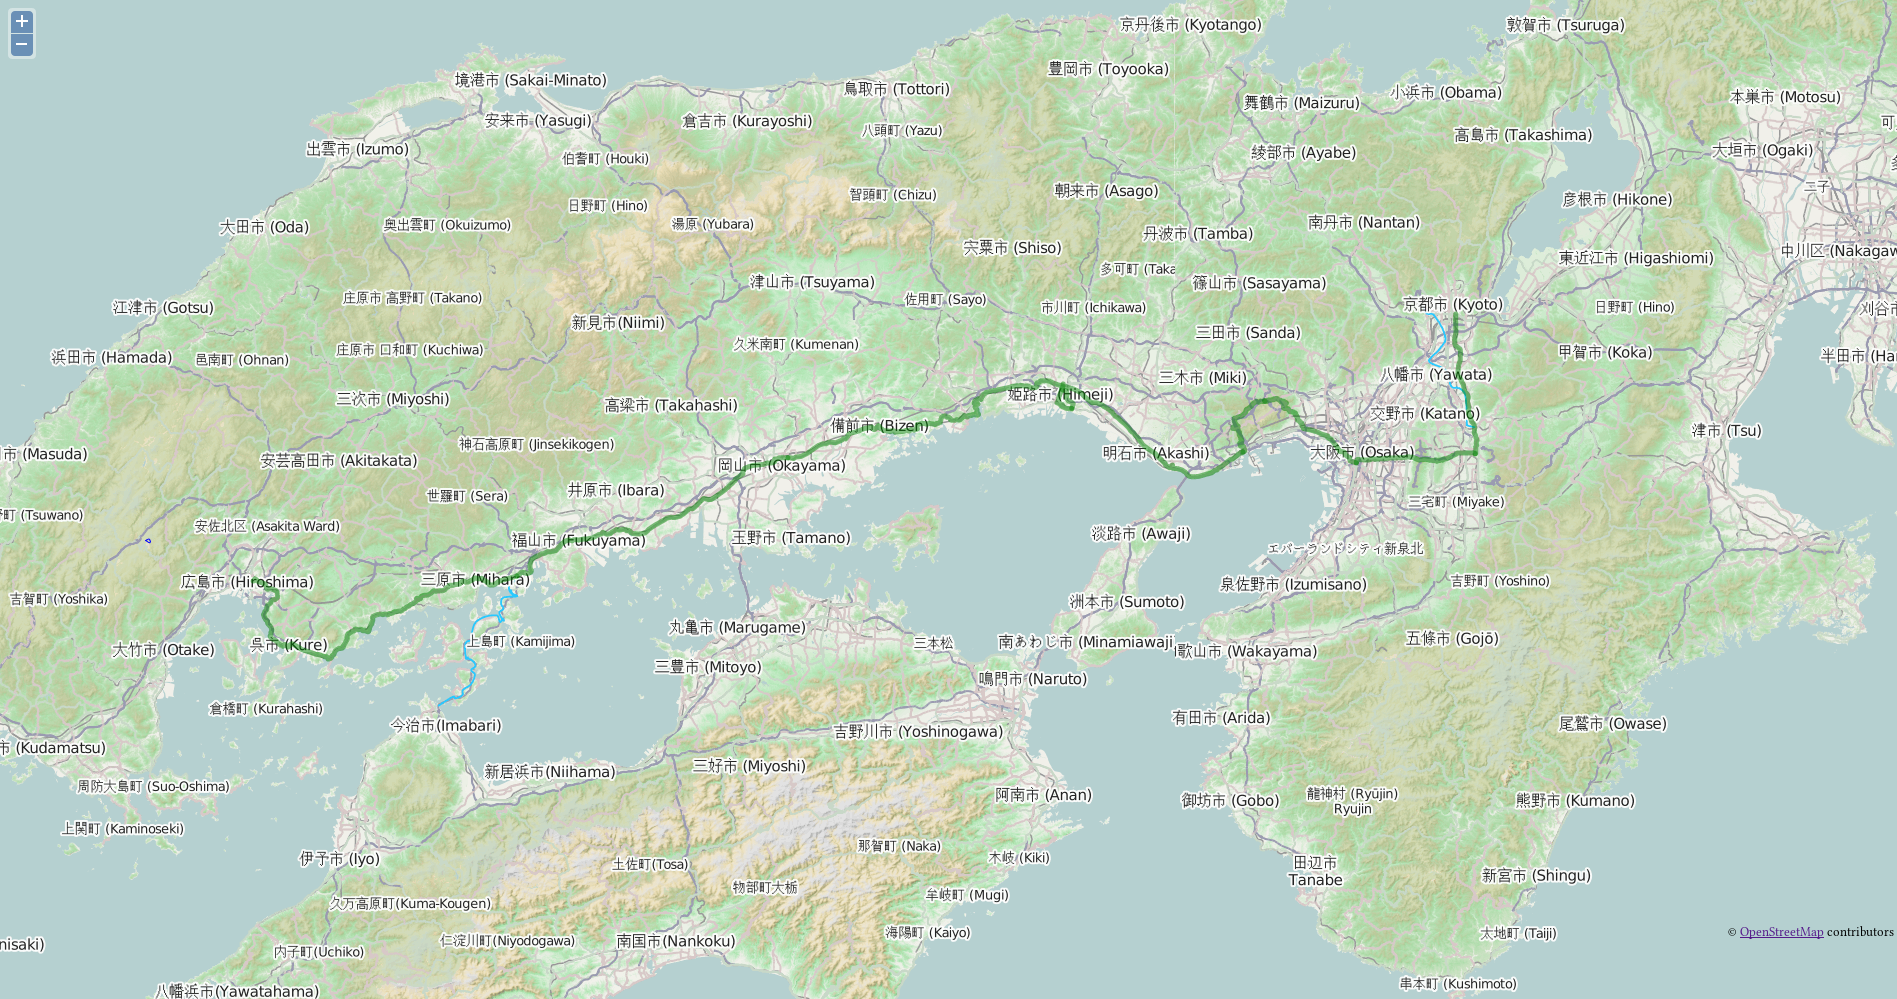 +
京丹後市 (Kyotango)
敦賀市 (Tsuruga)
−
豊岡市 (Toyooka)
境港市 (Sakai-Minato)
鳥取市 (Tottori)
小浜市 (Obama)
本巣市 (Motosu)
舞鶴市 (Maizuru)
安来市 (Yasugi)
倉吉市 (Kurayoshi)
八頭町 (Yazu)
高島市 (Takashima)
出雲市 (Izumo)
伯耆町 (Houki)
綾部市 (Ayabe)
大垣市 (Ogaki)
智頭町 (Chizu)
朝来市 (Asago)
彦根市 (Hikone)
日野町 (Hino)
大田市 (Oda)
奥出雲町 (Okuizumo)
湯原 (Yubara)
南丹市 (Nantan)
丹波市 (Tamba)
宍粟市 (Shiso)
中川区 (Nakagaw
東近江市 (Higashiomi)
多可町 (Taka
津山市 (Tsuyama)
篠山市 (Sasayama)
庄原市 高野町 (Takano)
佐用町 (Sayo)
江津市 (Gotsu)
市川町 (Ichikawa)
京都市 (Kyoto)
日野町 (Hino)
刈谷市
新見市(Niimi)
三田市 (Sanda)
久米南町 (Kumenan)
浜田市 (Hamada)
邑南町 (Ohnan)
庄原市 口和町 (Kuchiwa)
甲賀市 (Koka)
半田市 (Han
三木市 (Miki)
八幡市 (Yawata)
三次市 (Miyoshi)
高梁市 (Takahashi)
姫路市 (Himeji)
交野市 (Katano)
備前市 (Bizen)
津市 (Tsu)
神石高原町 (Jinsekikogen)
市 (Masuda)
安芸高田市 (Akitakata)
岡山市 (Okayama)
明石市 (Akashi)
大阪市 (Osaka)
世羅町 (Sera)
井原市 (Ibara)
三宅町 (Miyake)
野町 (Tsuwano)
安佐北区 (Asakita Ward)
福山市 (Fukuyama)
玉野市 (Tamano)
淡路市 (Awaji)
エバーランドシティ新泉北
広島市 (Hiroshima)
三原市 (Mihara)
泉佐野市 (Izumisano)
吉野町 (Yoshino)
吉賀町 (Yoshika)
洲本市 (Sumoto)
丸亀市 (Marugame)
呉市 (Kure)
上島町 (Kamijima)
三本松
南あわじ市 (Minamiawaji
五條市 (Gojō)
大竹市 (Otake)
歌山市 (Wakayama)
三豊市 (Mitoyo)
鳴門市 (Naruto)
倉橋町 (Kurahashi)
今治市(Imabari)
有田市 (Arida)
尾鷲市 (Owase)
吉野川市 (Yoshinogawa)
市 (Kudamatsu)
新居浜市(Niihama)
三好市 (Miyoshi)
周防大島町 (Suo-Oshima)
阿南市 (Anan)
御坊市 (Gobo)
龍神村 (Ryūjin)
Ryujin
熊野市 (Kumano)
上関町 (Kaminoseki)
伊予市 (Iyo)
土佐町(Tosa)
那賀町 (Naka)
木岐 (Kiki)
田辺市
Tanabe
新宮市 (Shingu)
物部町大栃
牟岐町 (Mugi)
久万高原町(Kuma-Kougen)
海陽町 (Kaiyo)
太地町 (Taiji)
© OpenStreetMap contributors
nisaki)
内子町(Uchiko)
仁淀川町(Niyodogawa)
南国市(Nankoku)
串本町 (Kushimoto)
八幡浜市(Yawatahama)